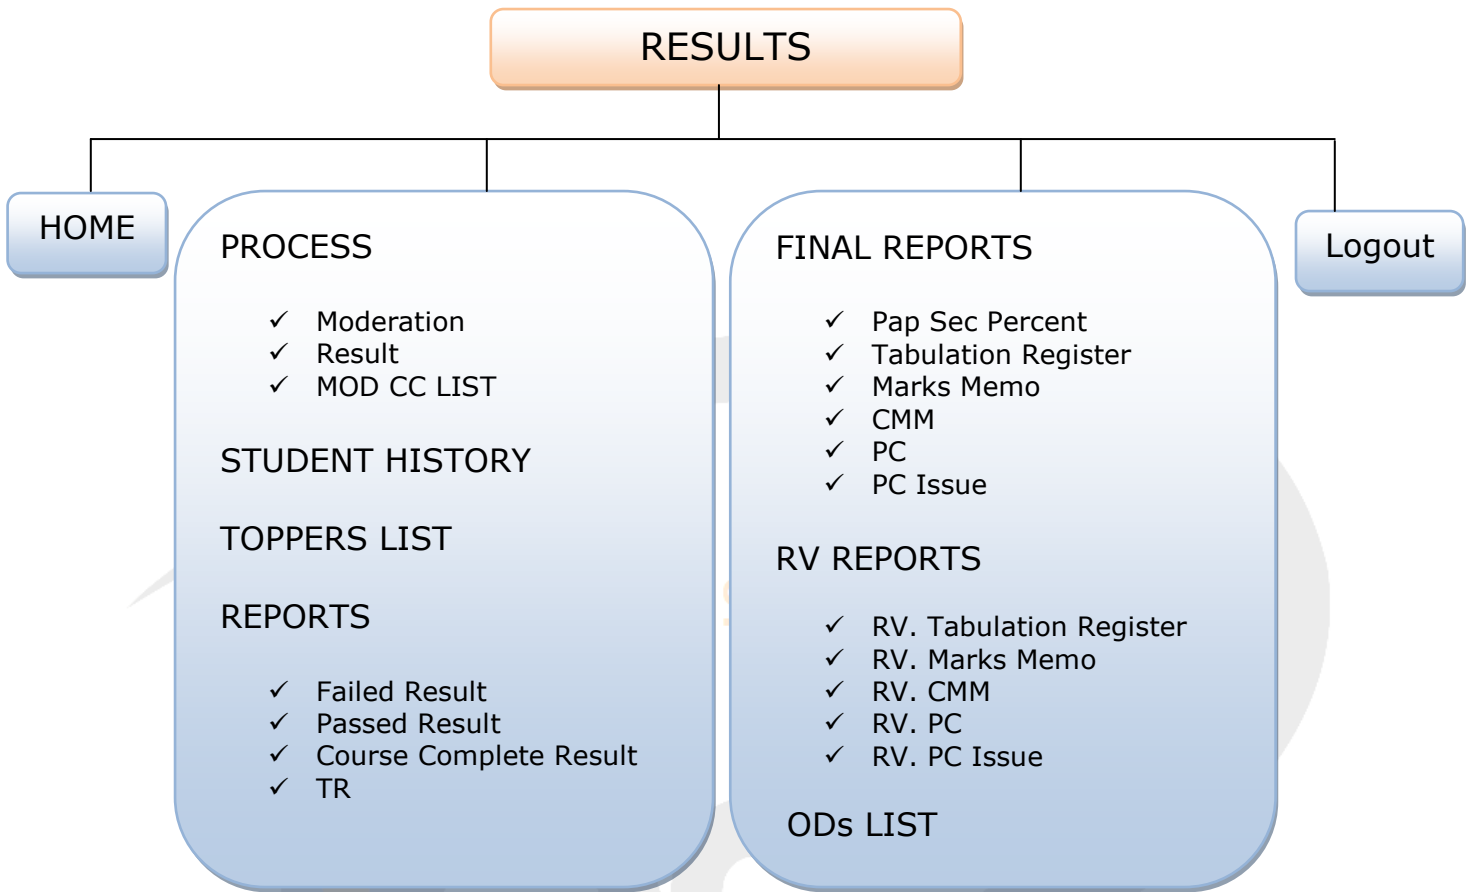 RESULTS
HOME
PROCESS
✓ Moderation
✓ Result
✓ MOD CC LIST
STUDENT HISTORY
TOPPERS LIST
REPORTS
✓ Failed Result
✓ Passed Result
✓ Course Complete Result
✓ TR
FINAL REPORTS
✓ Pap Sec Percent
✓ Tabulation Register
✓ Marks Memo
✓ CMM
✓ PC
✓ PC Issue
RV REPORTS
✓ RV. Tabulation Register
✓ RV. Marks Memo
✓ RV. CMM
✓ RV. PC
✓ RV. PC Issue
ODs LIST
Logout